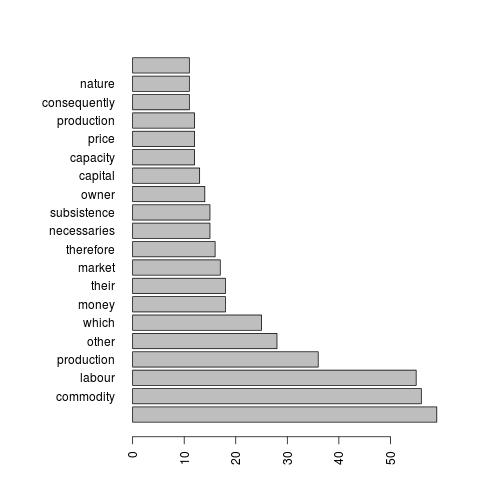 nature
consequently
production
price
capacity
capital
owner
subsistence
necessaries
therefore
market
their
money
which
other
production
labour
commodity
0 10 20 30 40 50